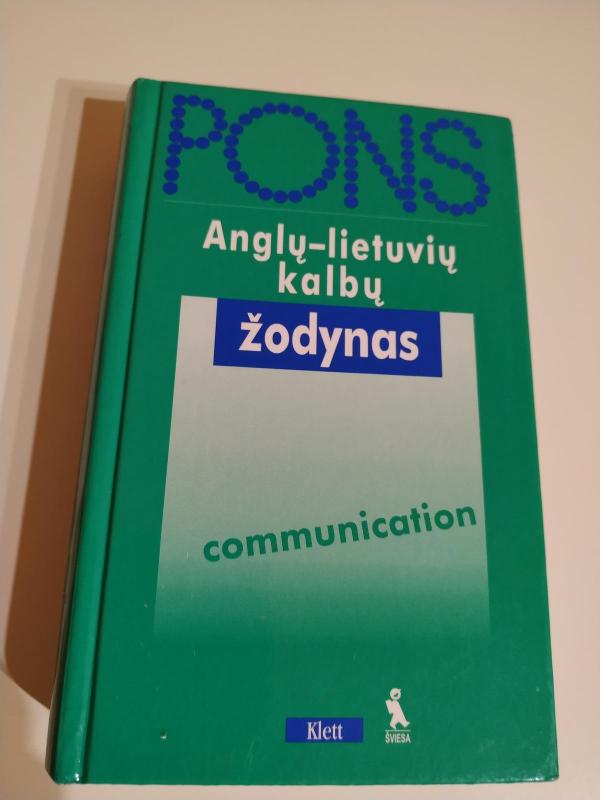 PONS
Anglų–lietuvių
kalbų
žodynas
communication
Klett
ŠVIESA